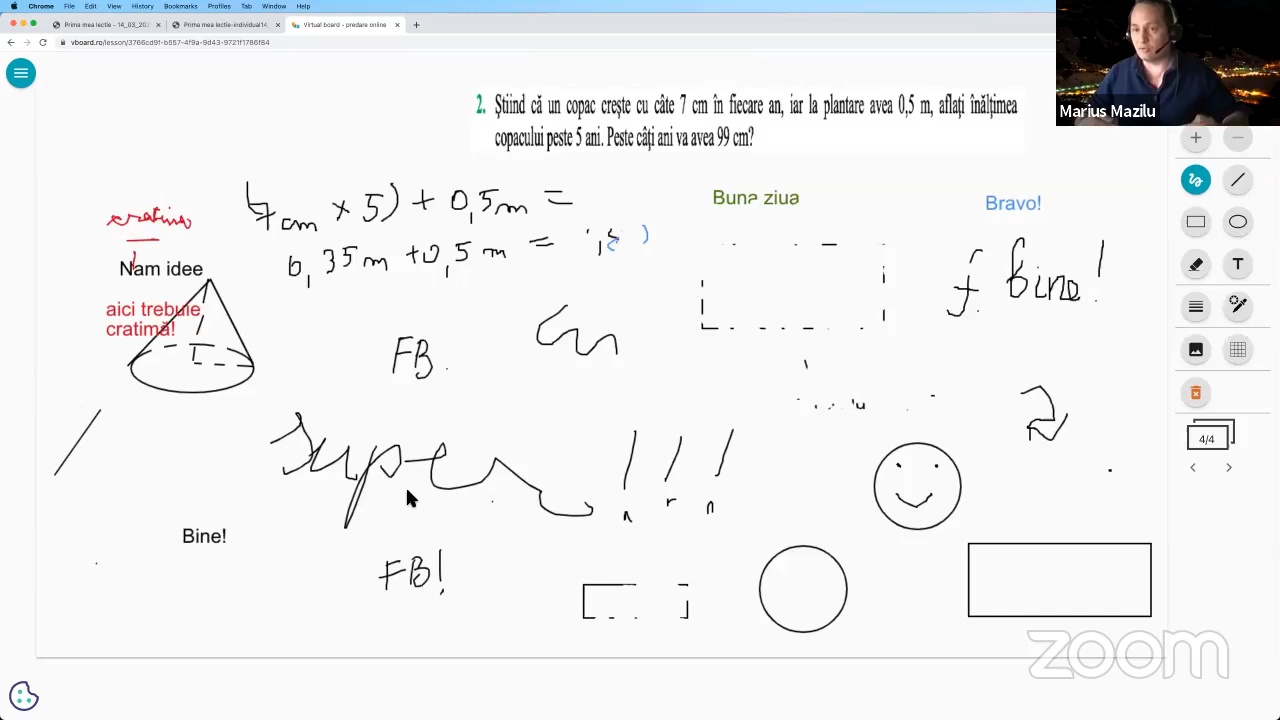 Chrome File Edit View History Bookmarks Profiles Tab Window Help
Prima mea lectie - 14_03_202
Prima mea lectie-individual14_
Virtual board - predare online
vboard.ro/lesson/3766cd9f-b557-4f9a-9d43-9721f1786f84
Marius Mazilu
2. Știind că un copac crește cu câte 7 cm în fiecare an, iar la plantare avea 0,5 m, aflați înălțimea
copacului peste 5 ani. Peste câți ani va avea 99 cm?
7cm x 5) + 0,5m =
0,35m +0,5m =
Buna ziua
Bravo!
cratima
Nam idee
aici trebuie
cratimă!
f bine!
FB.
super !!!
Bine!
FB!
4/4
zoom